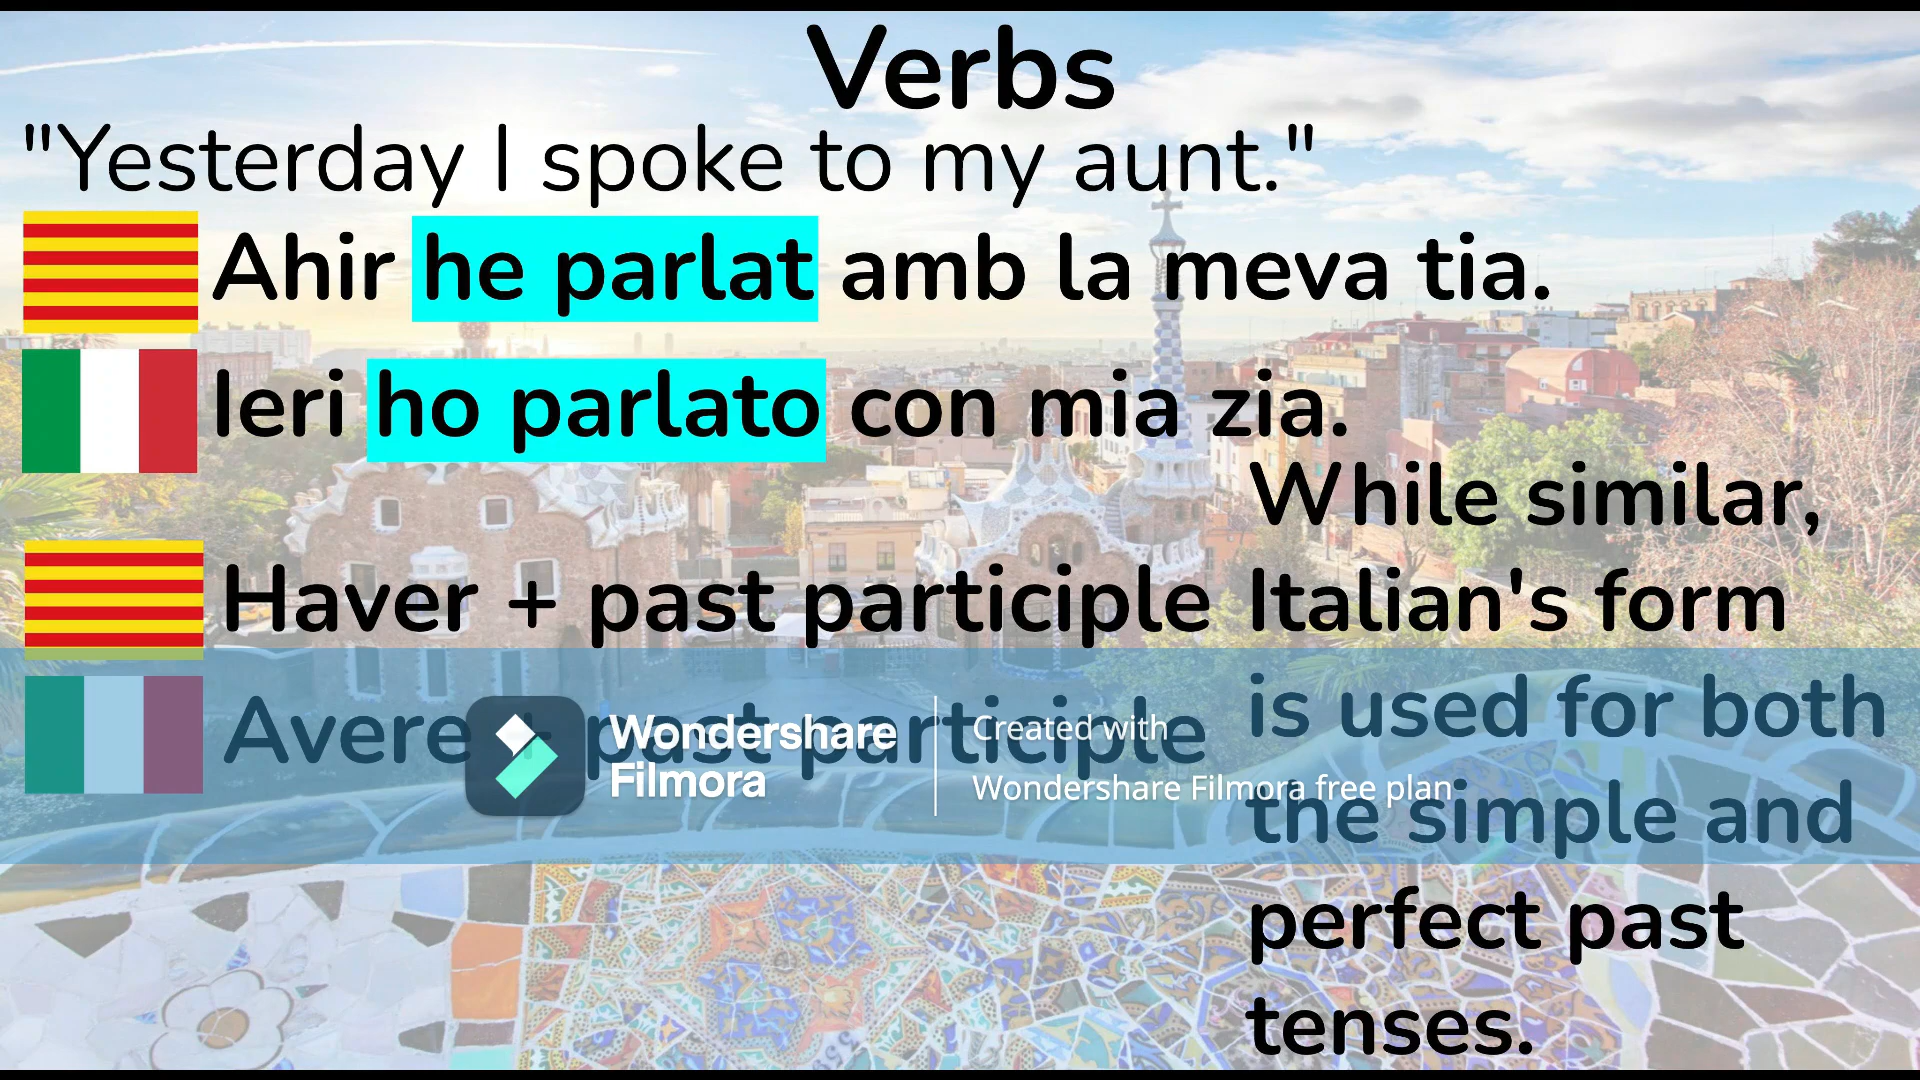 Verbs
"Yesterday I spoke to my aunt."
Ahir he parlat amb la meva tia.
Ieri ho parlato con mia zia.
Haver + past participle
Avere + past participle
While similar,
Italian's form
is used for both
the simple and
perfect past
tenses.
Wondershare
Filmora
Created with
Wondershare Filmora free plan